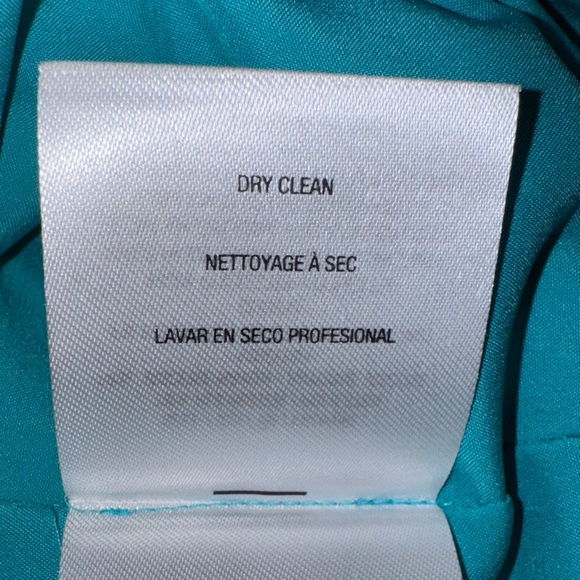 DRY CLEAN
NETTOYAGE À SEC
LAVAR EN SECO PROFESIONAL